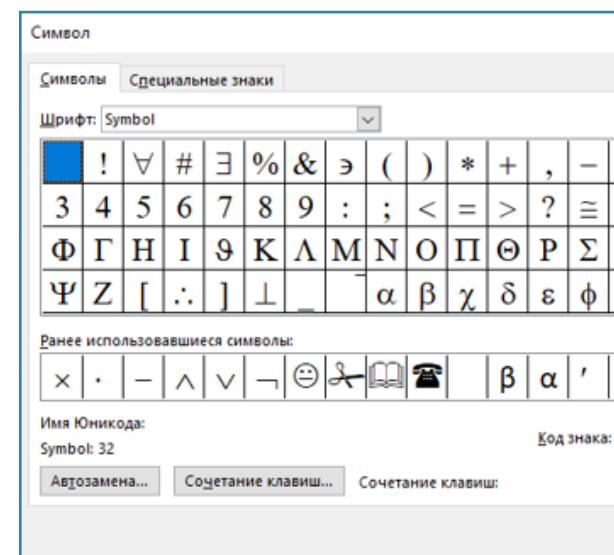 Символ
Символы Специальные знаки
Шрифт: Symbol
! ∀ # ∃ % & ∍ ( ) * + , −
3 4 5 6 7 8 9 : ; < = > ? ≅
Φ Γ Η Ι ϑ Κ Λ Μ Ν Ο Π Θ Ρ Σ
Ψ Ζ [ ∴ ] ⊥ _ ‾ α β χ δ ε φ
Ранее использовавшиеся символы:
× · − ∧ ∨ ¬ 😐 ✂ 🕮 ☎ β α ′
Имя Юникода:
Symbol: 32 Код знака:
Автозамена... Сочетание клавиш... Сочетание клавиш: